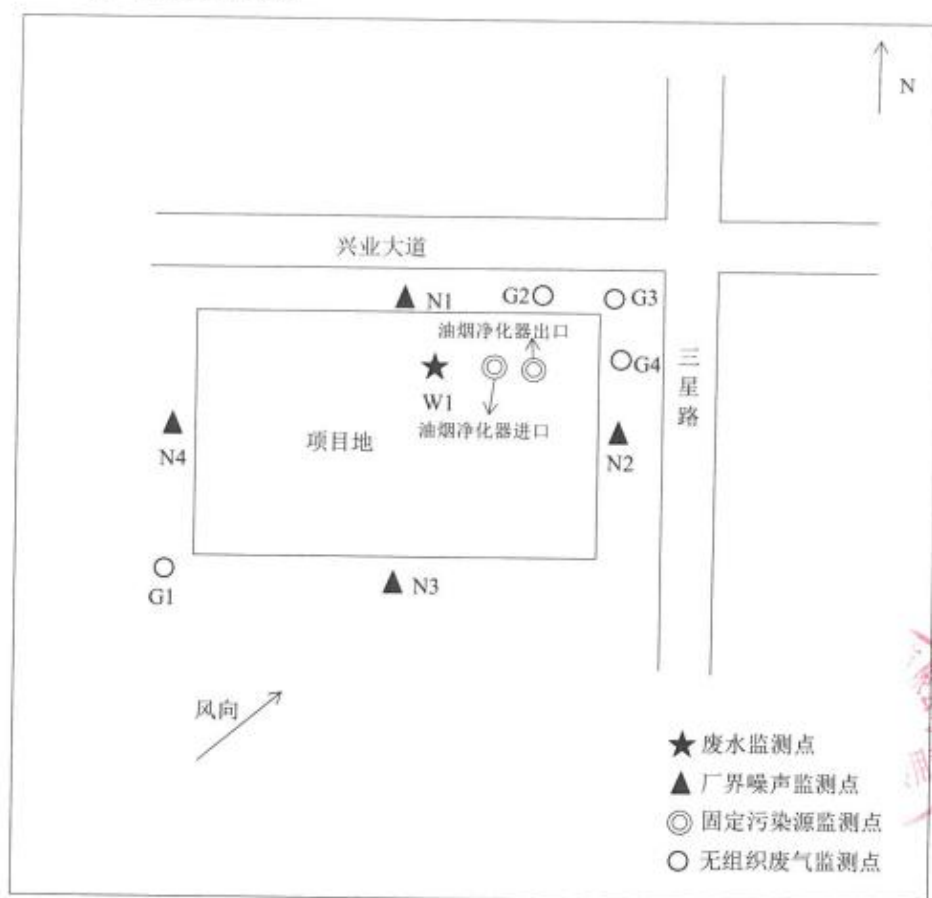 N
兴业大道
N1
G2
G3
油烟净化器出口
G4
三星路
W1
油烟净化器进口
项目地
N4
N2
G1
N3
风向
废水监测点
厂界噪声监测点
固定污染源监测点
无组织废气监测点